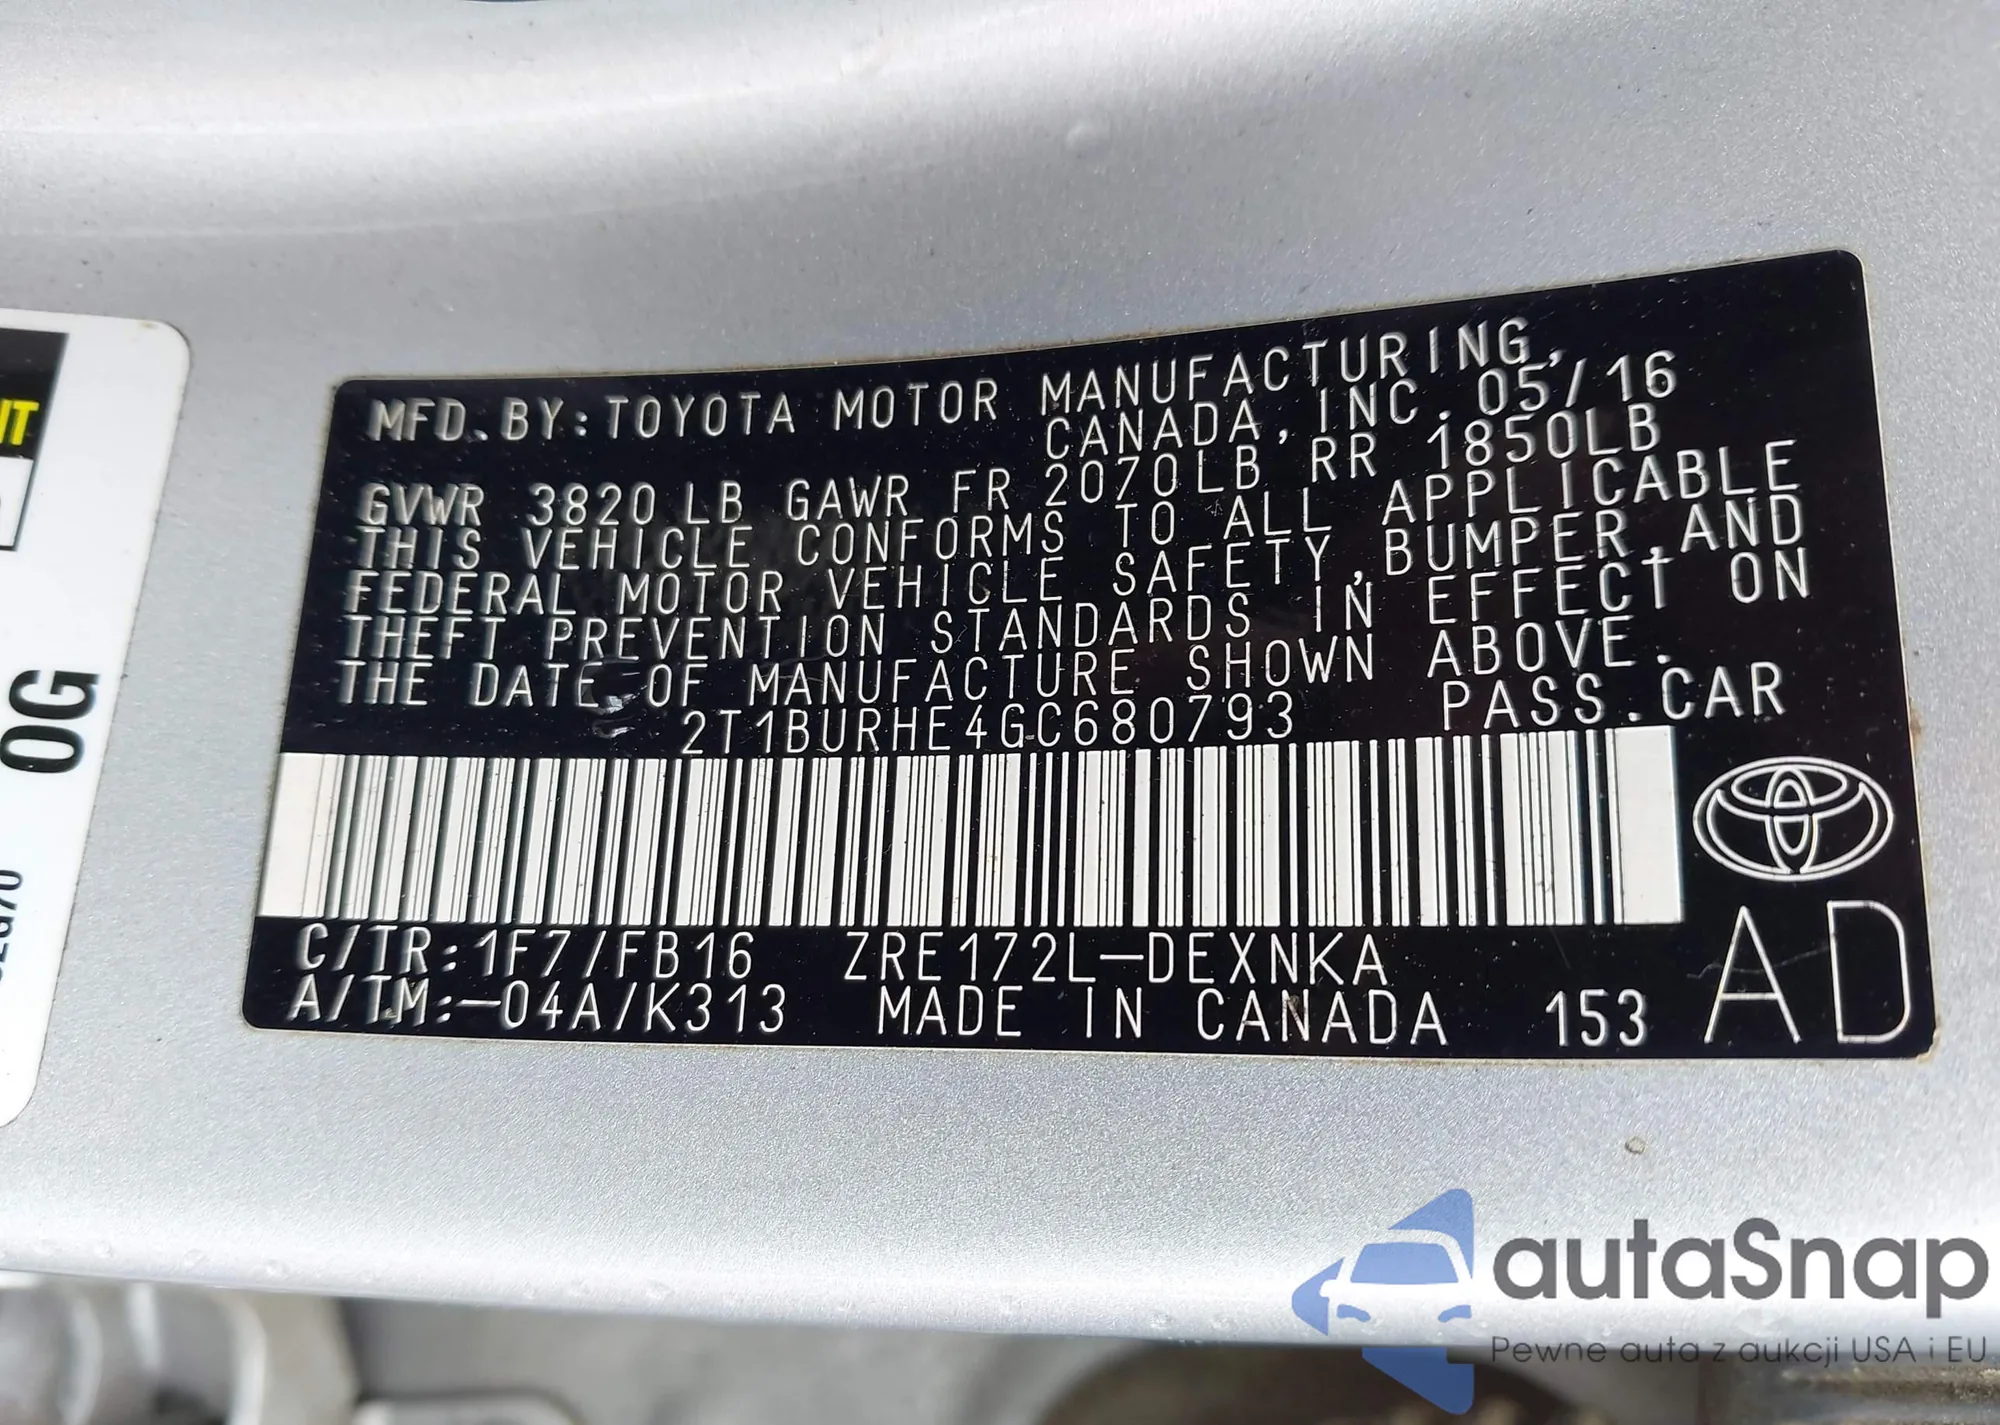 IT
0G
MFD. BY: TOYOTA MOTOR MANUFACTURING,
CANADA, INC. 05/16
GVWR 3820 LB GAWR FR 2070LB RR 1850LB
THIS VEHICLE CONFORMS TO ALL APPLICABLE
FEDERAL MOTOR VEHICLE SAFETY, BUMPER, AND
THEFT PREVENTION STANDARDS IN EFFECT ON
THE DATE OF MANUFACTURE SHOWN ABOVE.
2T1BURHE4GC680793 PASS. CAR
C/TR: 1F7/FB16 ZRE172L-DEXNKA
A/TM:-04A/K313 MADE IN CANADA 153
AD
autaSnap
Pewne auta z aukcji USA i EU